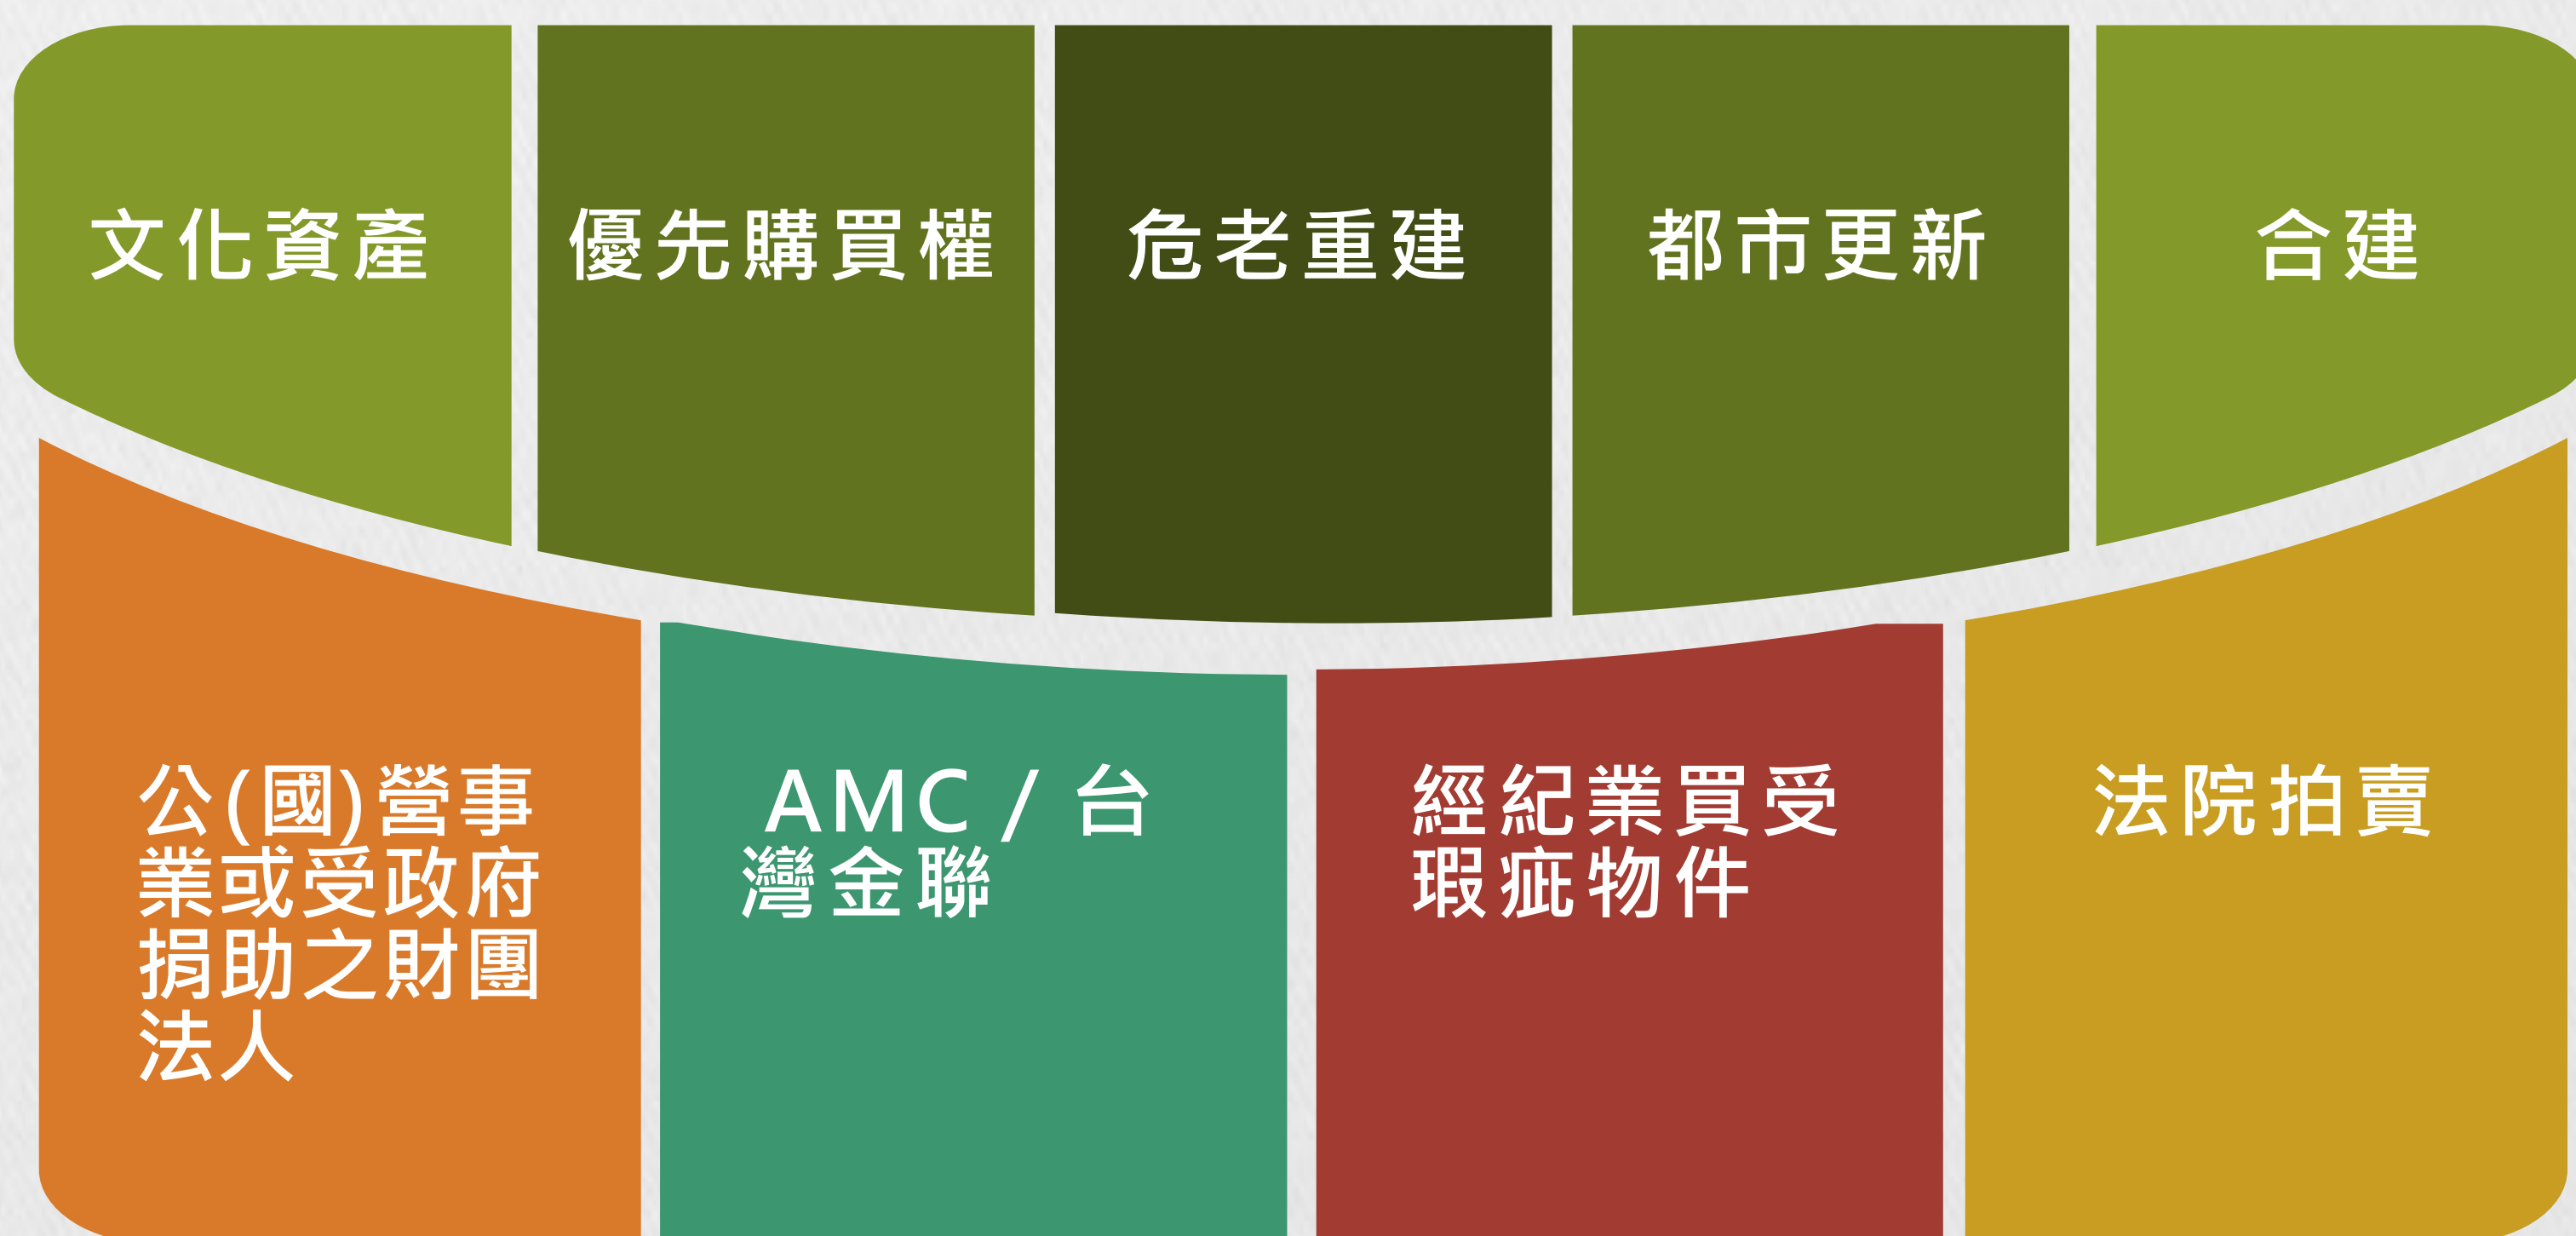 文化資產
優先購買權
危老重建
都市更新
合建
公(國)營事
業或受政府
捐助之財團
法人
AMC / 台
灣金聯
經紀業買受
瑕疵物件
法院拍賣